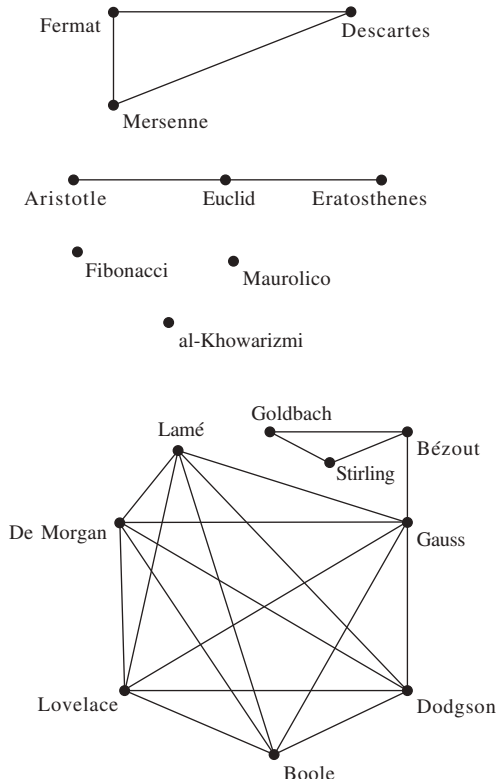 Fermat
Descartes
Mersenne
Aristotle
Euclid
Eratosthenes
Fibonacci
Maurolico
al-Khowarizmi
Goldbach
Lamé
Bézout
Stirling
De Morgan
Gauss
Lovelace
Dodgson
Boole